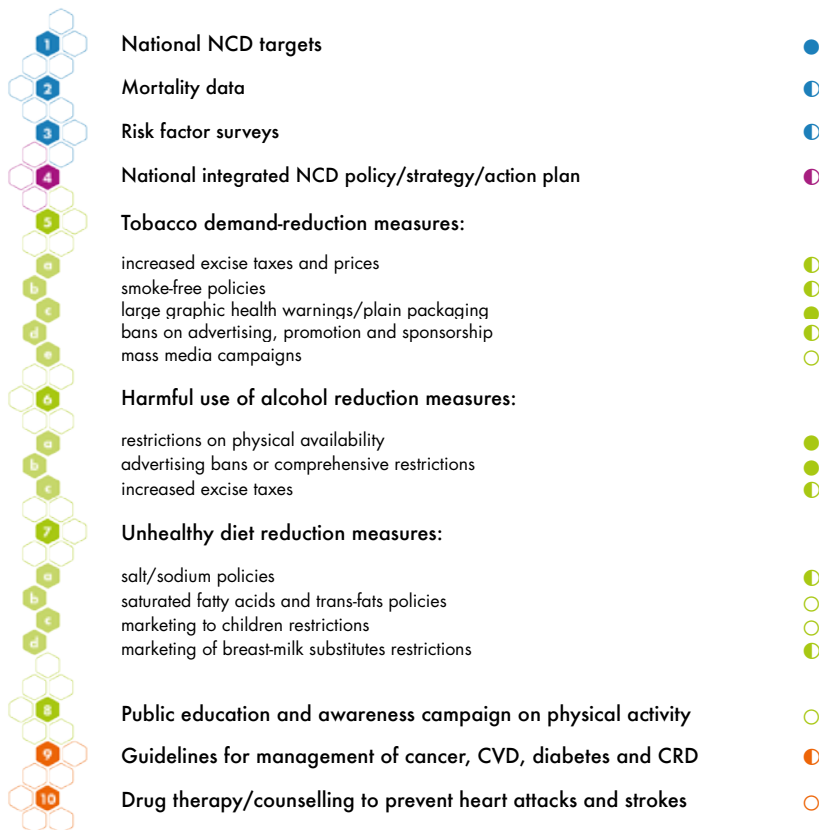 1 National NCD targets
2 Mortality data
3 Risk factor surveys
4 National integrated NCD policy/strategy/action plan
5 Tobacco demand-reduction measures:
a increased excise taxes and prices
b smoke-free policies
c large graphic health warnings/plain packaging
d bans on advertising, promotion and sponsorship
e mass media campaigns
6 Harmful use of alcohol reduction measures:
a restrictions on physical availability
b advertising bans or comprehensive restrictions
c increased excise taxes
7 Unhealthy diet reduction measures:
a salt/sodium policies
b saturated fatty acids and trans-fats policies
c marketing to children restrictions
d marketing of breast-milk substitutes restrictions
8 Public education and awareness campaign on physical activity
9 Guidelines for management of cancer, CVD, diabetes and CRD
10 Drug therapy/counselling to prevent heart attacks and strokes